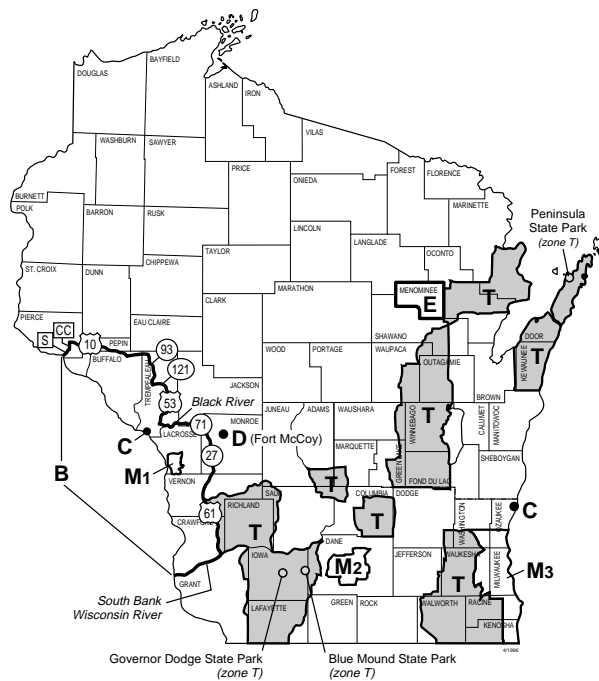 BAYFIELD
DOUGLAS
ASHLAND
IRON
VILAS
WASHBURN
SAWYER
PRICE
ONIEDA
FOREST
FLORENCE
MARINETTE
BURNETT
POLK
BARRON
RUSK
LINCOLN
LANGLADE
OCONTO
Peninsula
State Park
(zone T)
TAYLOR
CHIPPEWA
ST. CROIX
DUNN
MARATHON
MENOMINEE
E
T
CLARK
PIERCE
EAU CLAIRE
SHAWANO
DOOR
S
CC
10
PEPIN
BUFFALO
93
121
WOOD
PORTAGE
WAUPACA
OUTAGAMIE
KEWAUNEE
T
TREMPEALEAU
JACKSON
BROWN
53
Black River
MONROE
JUNEAU
ADAMS
WAUSHARA
WINNEBAGO
T
CALUMET
MANITOWOC
C
LACROSSE
71
D (Fort McCoy)
MARQUETTE
GREEN LAKE
SHEBOYGAN
B
M1
27
FOND DU LAC
VERNON
SAUK
T
COLUMBIA
DODGE
WASHINGTON
OZAUKEE
C
61
RICHLAND
CRAWFORD
T
T
DANE
IOWA
M2
JEFFERSON
WAUKESHA
MILWAUKEE
M3
GRANT
T
T
South Bank
Wisconsin River
LAFAYETTE
GREEN
ROCK
WALWORTH
RACINE
KENOSHA
4/1996
Governor Dodge State Park
(zone T)
Blue Mound State Park
(zone T)